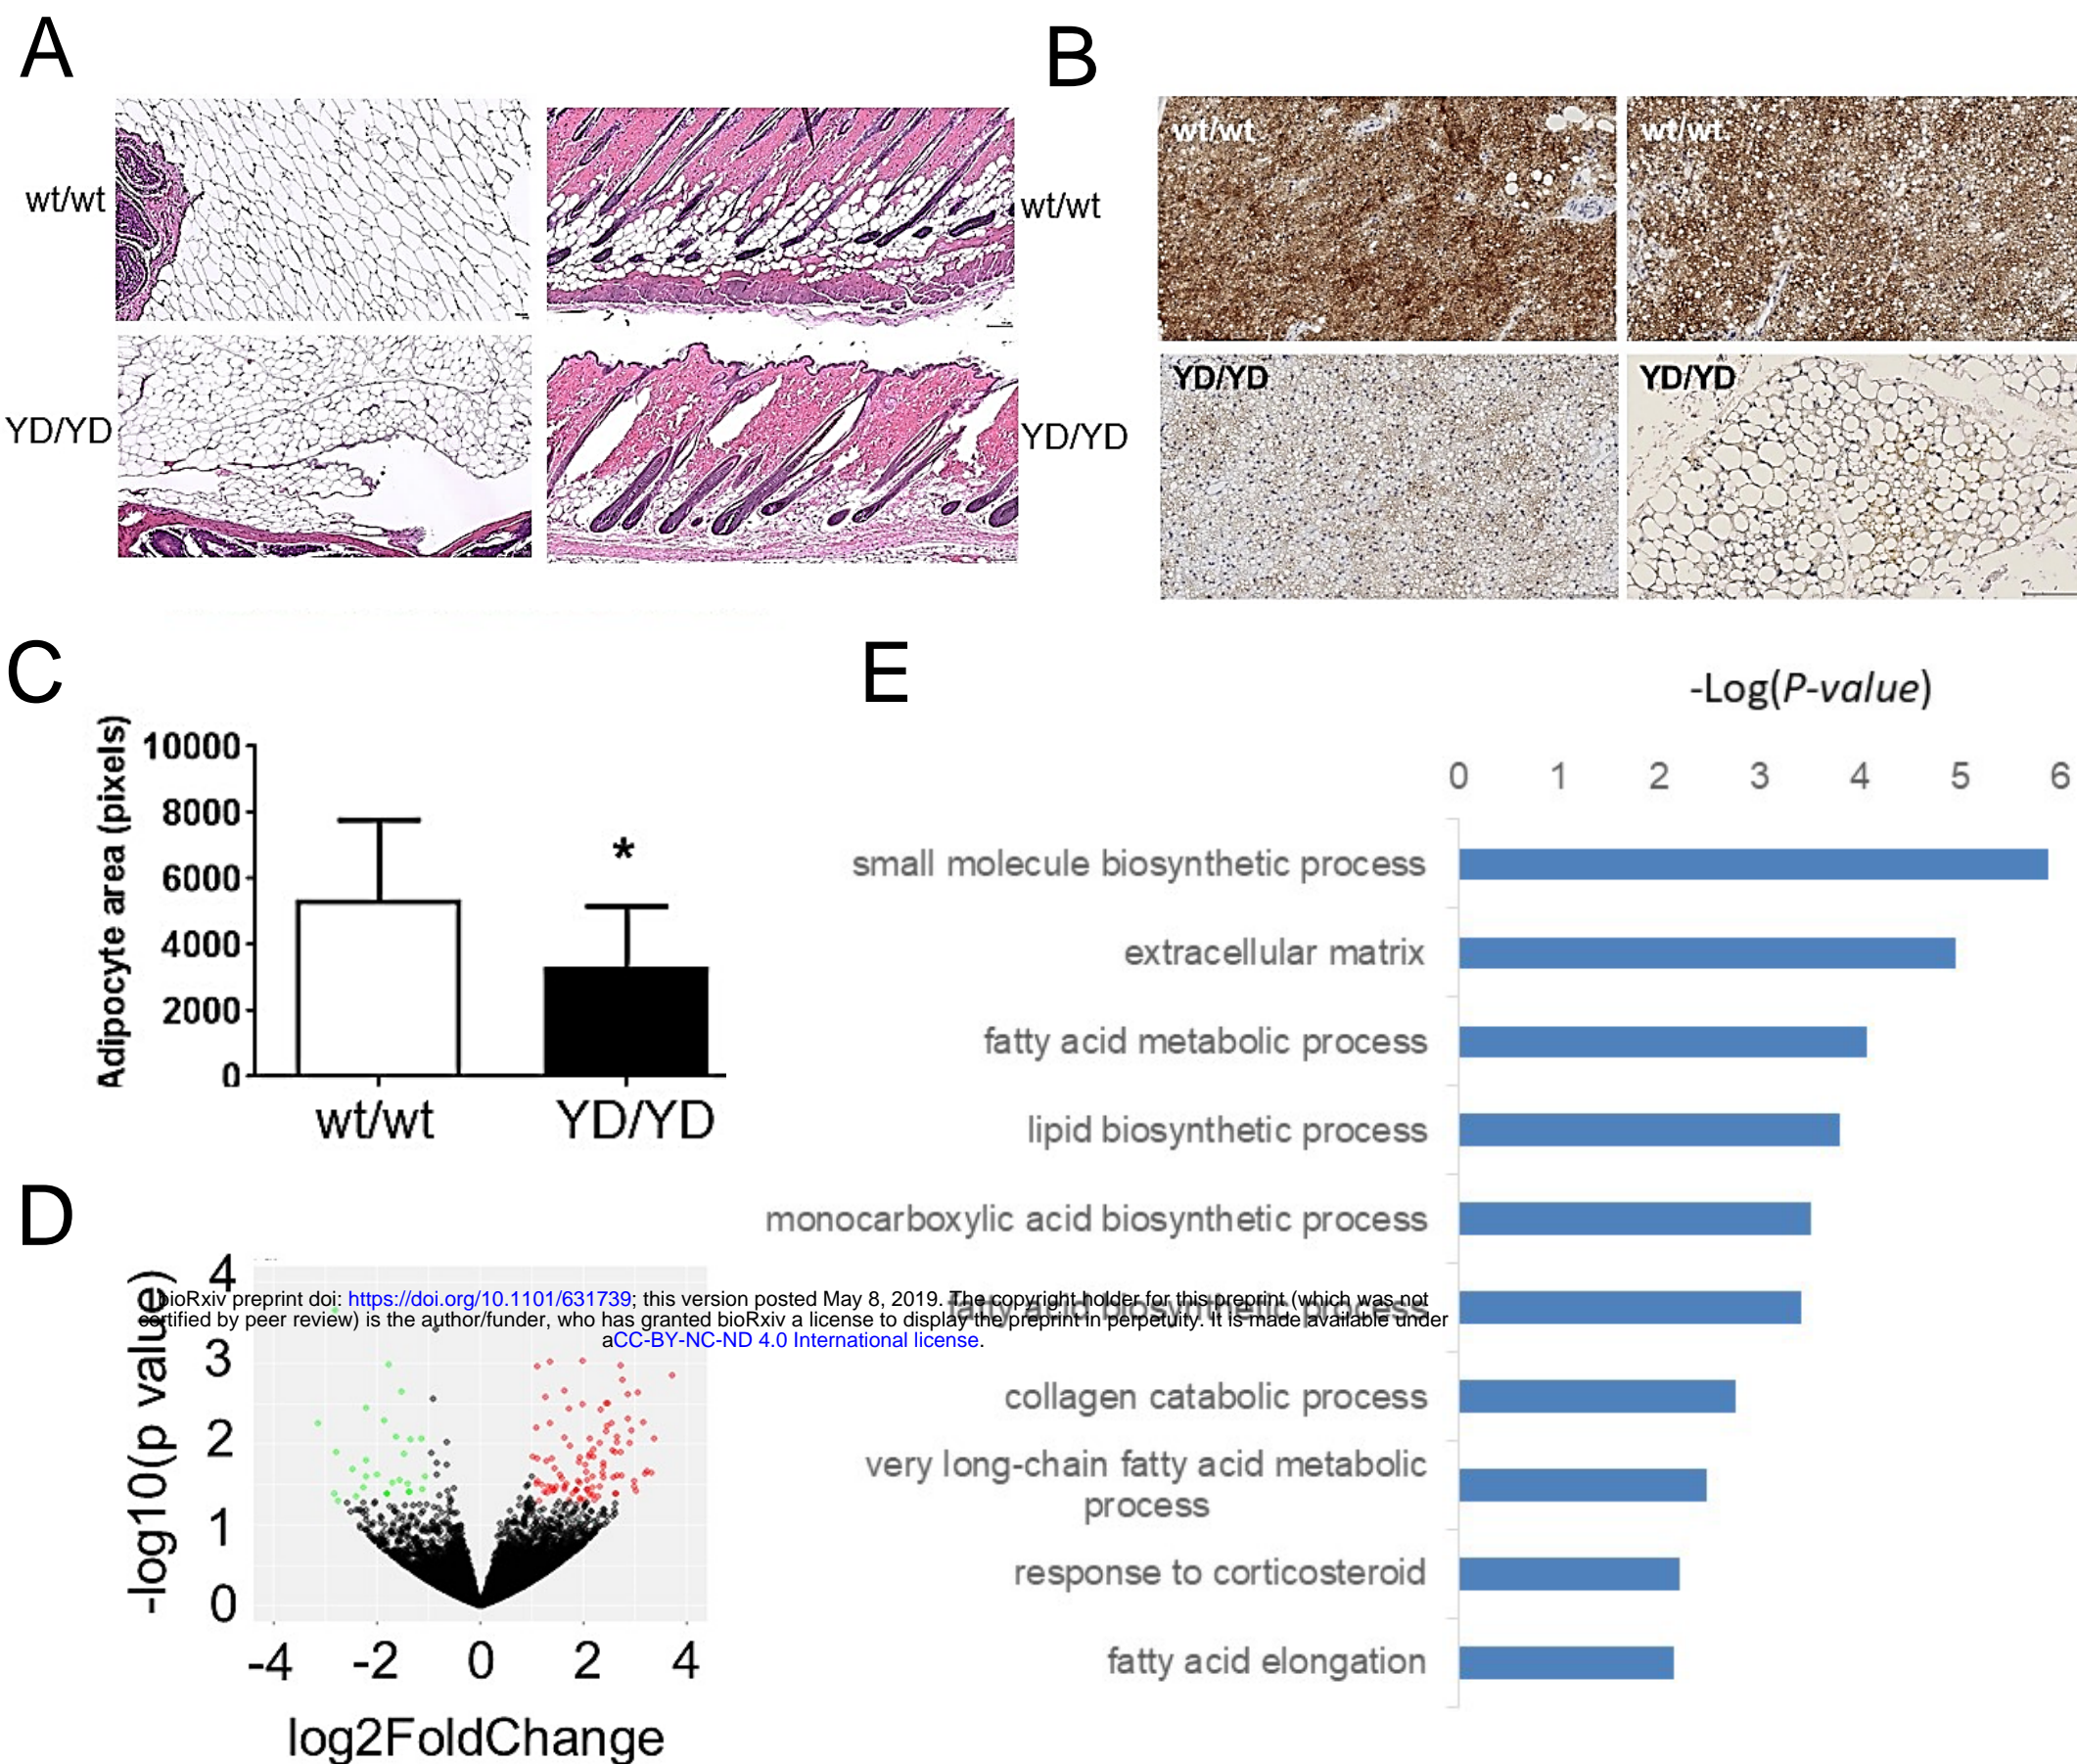 A
B
wt/wt
YD/YD
wt/wt
YD/YD
wt/wt
wt/wt
YD/YD
YD/YD
C
Adipocyte area (pixels)
10000
8000
6000
4000
2000
0
*
wt/wt
YD/YD
E
-Log(P-value)
0 1 2 3 4 5 6
small molecule biosynthetic process
extracellular matrix
fatty acid metabolic process
lipid biosynthetic process
monocarboxylic acid biosynthetic process
fatty acid biosynthetic process
collagen catabolic process
very long-chain fatty acid metabolic
process
response to corticosteroid
fatty acid elongation
D
-log10(p value)
4
3
2
1
0
-4 -2 0 2 4
log2FoldChange
bioRxiv preprint doi: https://doi.org/10.1101/631739; this version posted May 8, 2019. The copyright holder for this preprint (which was not
certified by peer review) is the author/funder, who has granted bioRxiv a license to display the preprint in perpetuity. It is made available under
aCC-BY-NC-ND 4.0 International license.